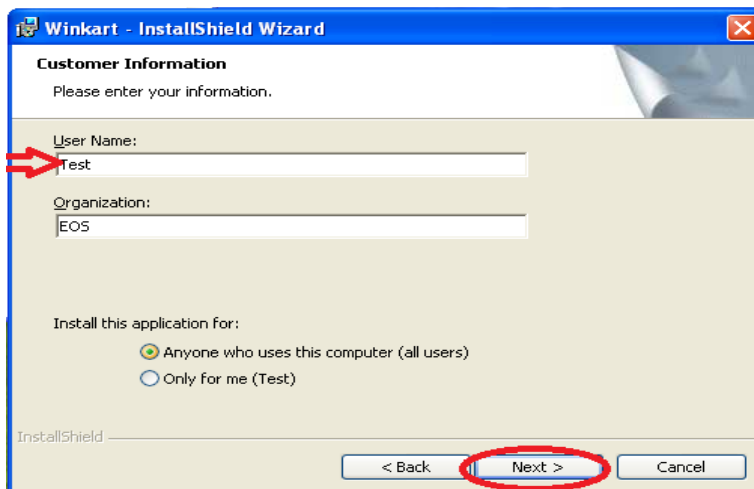 Winkart - InstallShield Wizard
Customer Information
Please enter your information.
User Name:
Test
Organization:
EOS
Install this application for:
Anyone who uses this computer (all users)
Only for me (Test)
InstallShield
< Back Next > Cancel